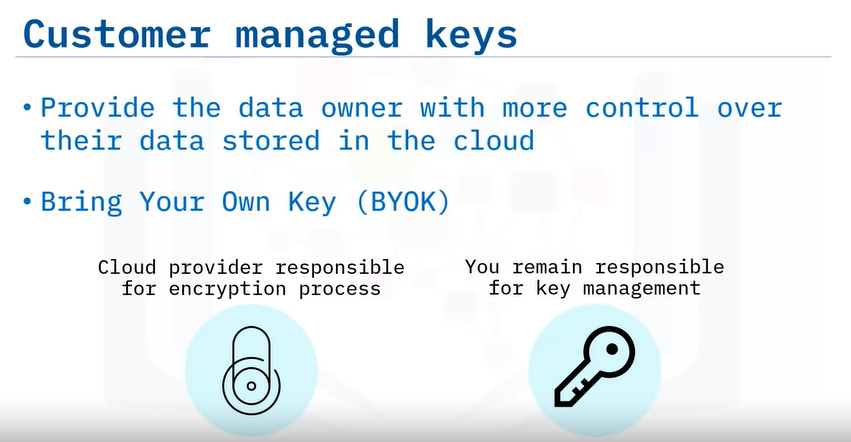 Customer managed keys
• Provide the data owner with more control over
their data stored in the cloud
• Bring Your Own Key (BYOK)
Cloud provider responsible
for encryption process
You remain responsible
for key management